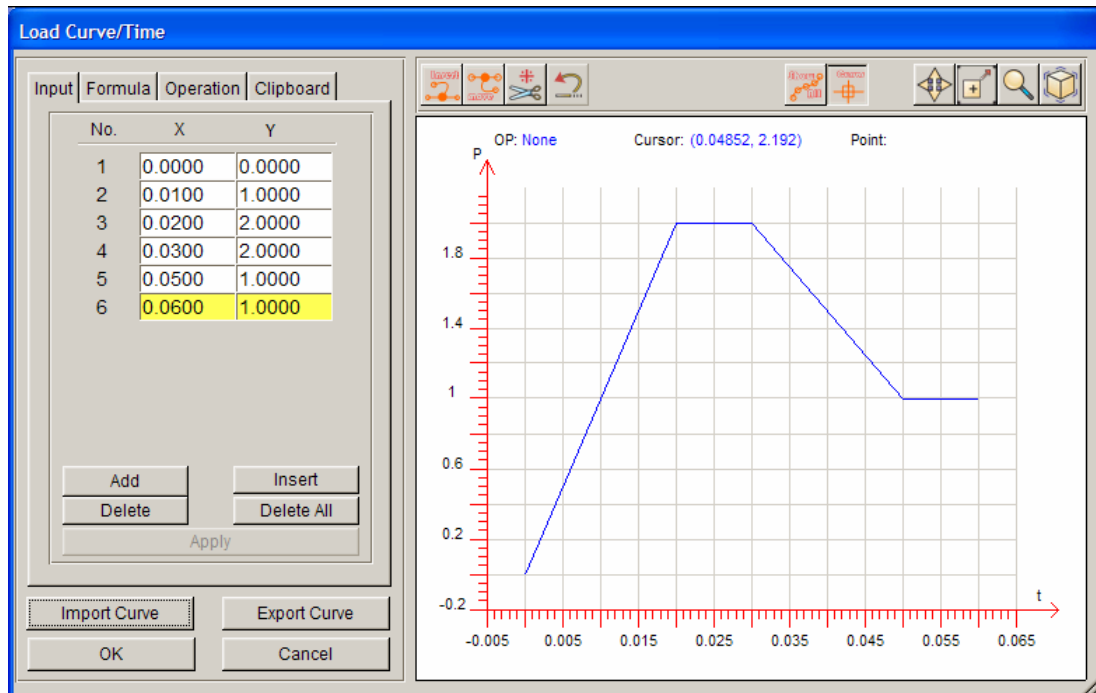 Load Curve/Time
Input Formula Operation Clipboard
No. X Y
1 0.0000 0.0000
2 0.0100 1.0000
3 0.0200 2.0000
4 0.0300 2.0000
5 0.0500 1.0000
6 0.0600 1.0000
Add Insert
Delete Delete All
Apply
Import Curve Export Curve
OK Cancel
Insert
move
OP: None Cursor: (0.04852, 2.192) Point:
P
1.8
1.4
1
0.6
0.2
-0.2
t
-0.005 0.005 0.015 0.025 0.035 0.045 0.055 0.065